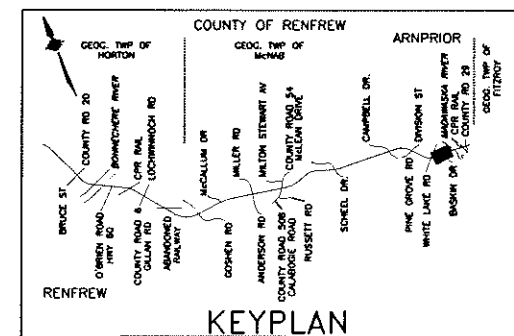 COUNTY OF RENFREW
GEOG. TWP OF
HORTON
GEOG. TWP OF
McNAB
ARNPRIOR
GEOG. TWP OF
FITZROY
COUNTY RD 20
BONNECHERE RIVER
CPR RAIL
LOCHWINNOCH RD
McCALLUM DR
MILLER RD
MILTON STEWART AV
COUNTY ROAD 54
McLEAN DRIVE
CAMPBELL DR.
DIVISION ST
MADAWASKA RIVER
CPR RAIL
COUNTY RD 29
BRUCE ST
O'BRIEN ROAD
HWY 60
COUNTY ROAD 6
GILLAN RD
ABANDONED
RAILWAY
GOSHEN RD
ANDERSON RD
COUNTY ROAD 508
CALABOGIE ROAD
RUSSETT RD
SCHEEL DR.
PINE GROVE RD
WHITE LAKE RD
BASKIN DR
RENFREW
KEYPLAN